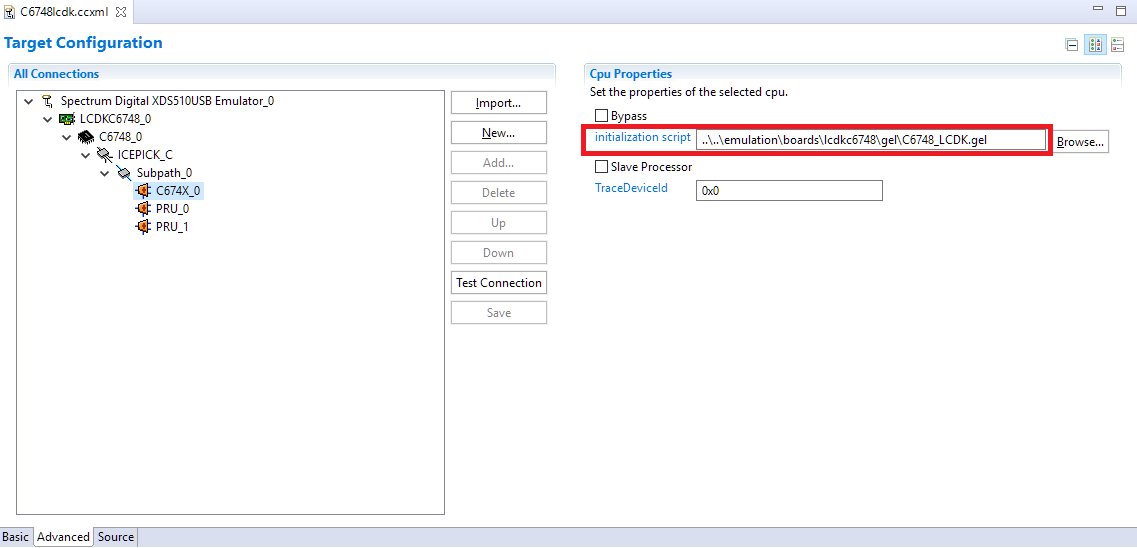 C6748lcdk.ccxml
Target Configuration
All Connections
Spectrum Digital XDS510USB Emulator_0
LCDKC6748_0
C6748_0
ICEPICK_C
Subpath_0
C674X_0
PRU_0
PRU_1
Import...
New...
Add...
Delete
Up
Down
Test Connection
Save
Cpu Properties
Set the properties of the selected cpu.
Bypass
initialization script ..\..\emulation\boards\lcdkc6748\gel\C6748_LCDK.gel Browse...
Slave Processor
TraceDeviceId 0x0
Basic Advanced Source